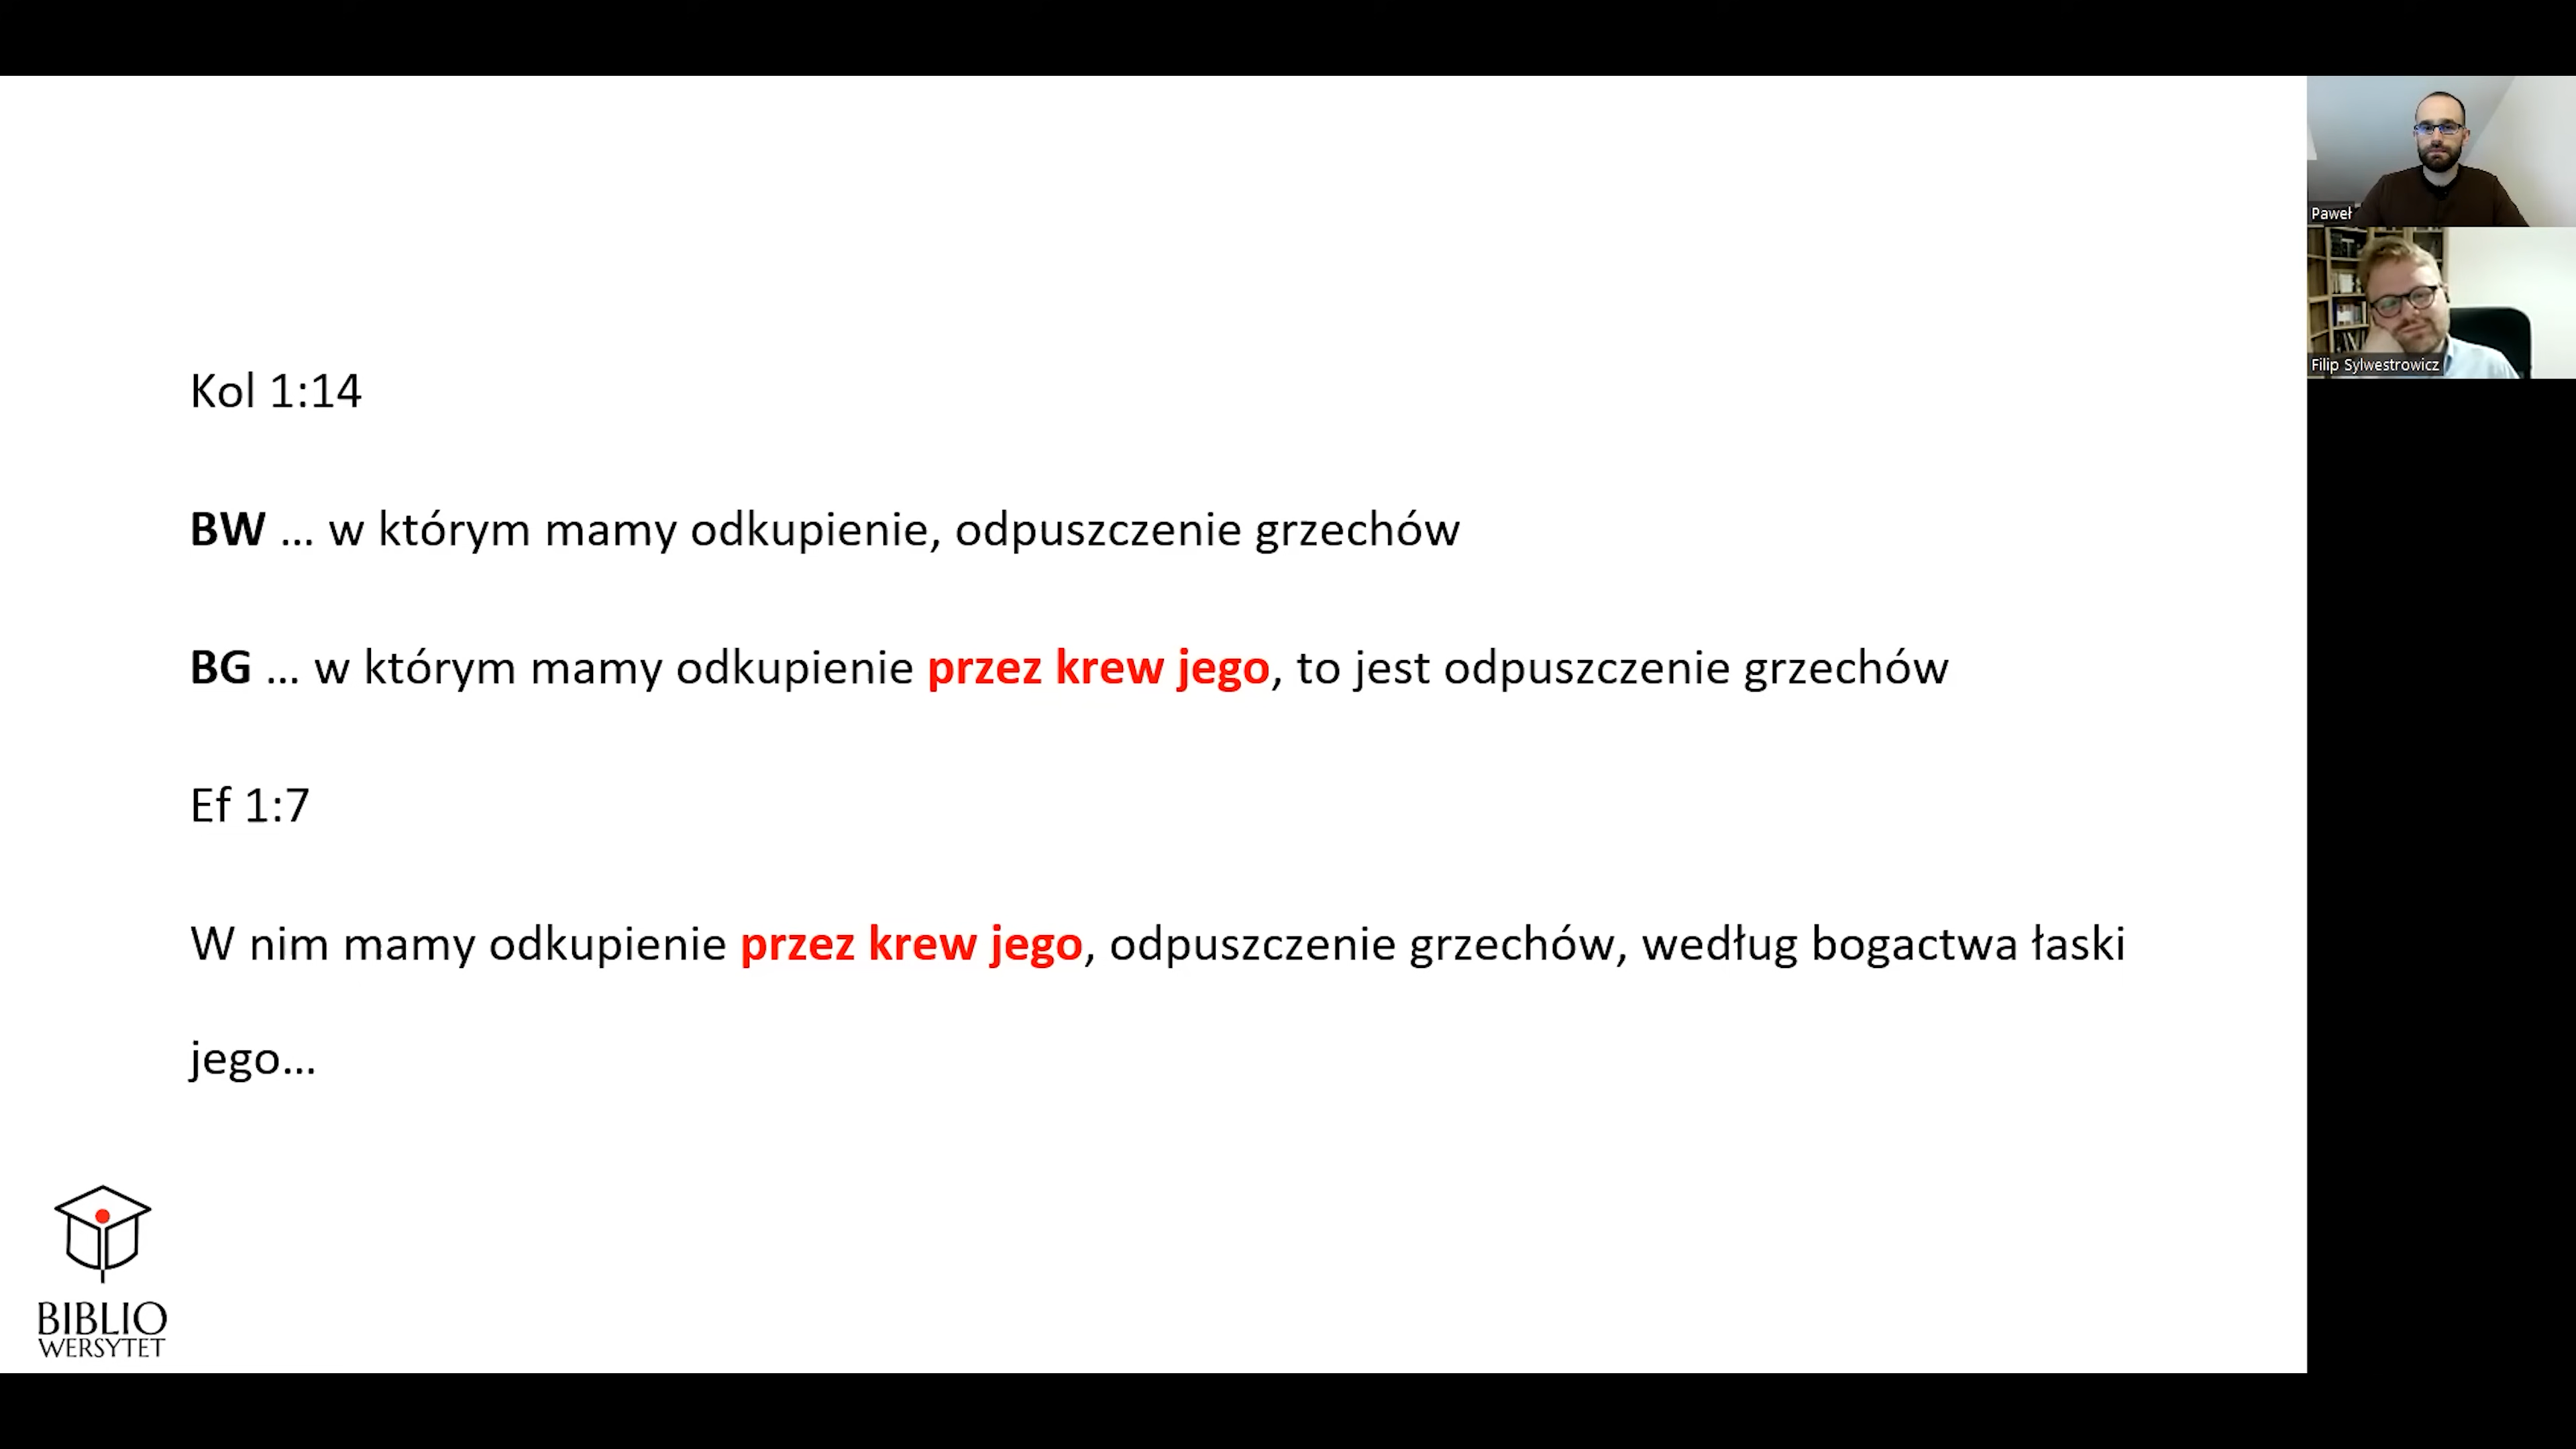 Kol 1:14
BW … w którym mamy odkupienie, odpuszczenie grzechów
BG … w którym mamy odkupienie przez krew jego, to jest odpuszczenie grzechów
Ef 1:7
W nim mamy odkupienie przez krew jego, odpuszczenie grzechów, według bogactwa łaski
jego…
BIBLIO
WERSYTET
Paweł
Filip Sylwestrowicz